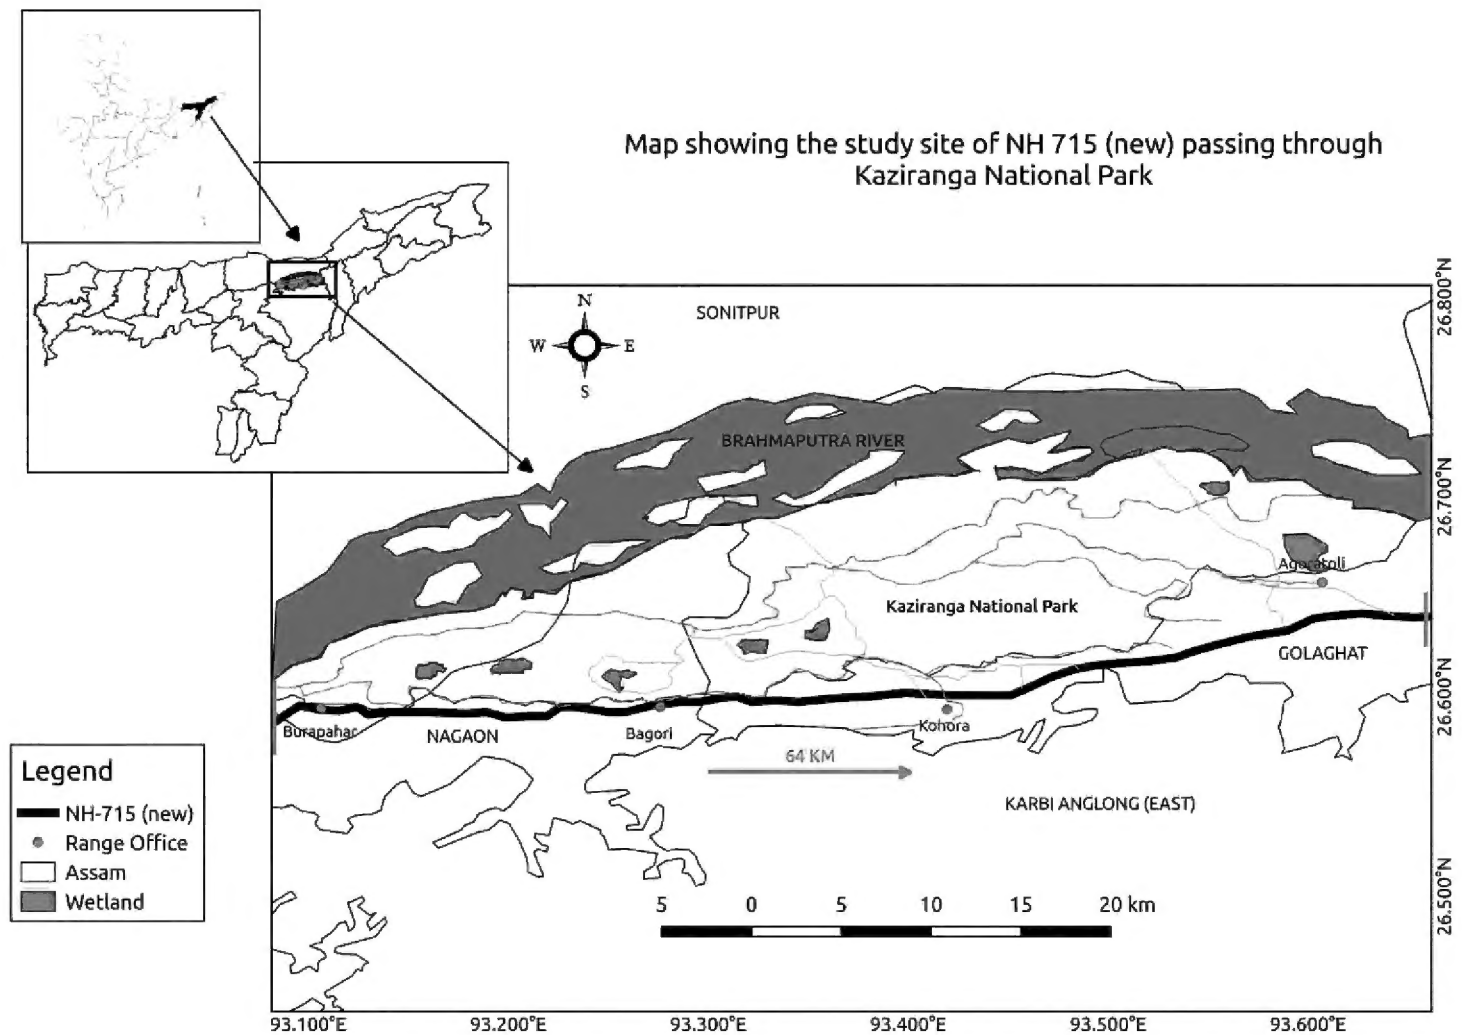 Map showing the study site of NH 715 (new) passing through
Kaziranga National Park
N
W
E
S
SONITPUR
BRAHMAPUTRA RIVER
Agoratoli
Kaziranga National Park
GOLAGHAT
Burapahar
NAGAON
Bagori
Kohora
64 KM
KARBI ANGLONG (EAST)
Legend
NH-715 (new)
Range Office
Assam
Wetland
5 0 5 10 15 20 km
26.800°N
26.700°N
26.600°N
26.500°N
93.100°E 93.200°E 93.300°E 93.400°E 93.500°E 93.600°E